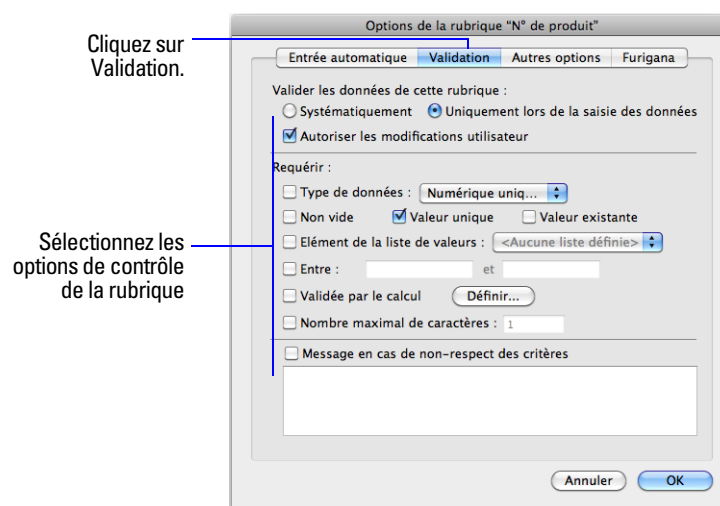 Options de la rubrique “N° de produit”
Cliquez sur
Validation.
Entrée automatique Validation Autres options Furigana
Valider les données de cette rubrique :
Systématiquement Uniquement lors de la saisie des données
Autoriser les modifications utilisateur
Requérir :
Type de données : Numérique uniq...
Non vide Valeur unique Valeur existante
Elément de la liste de valeurs : <Aucune liste définie>
Sélectionnez les
options de contrôle
de la rubrique
Entre : et
Validée par le calcul Définir...
Nombre maximal de caractères : 1
Message en cas de non-respect des critères
Annuler OK